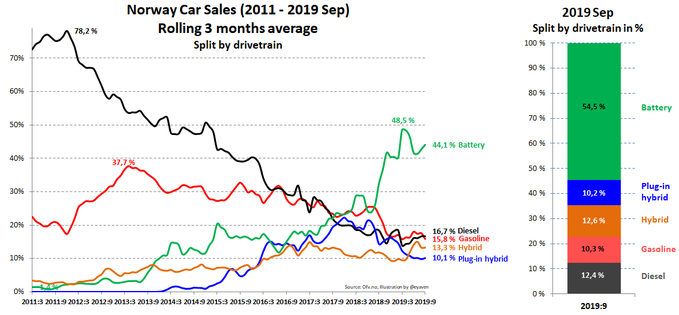 Norway Car Sales (2011 - 2019 Sep)
Rolling 3 months average
Split by drivetrain
78,2 %
70%
60%
50%
48,5 %
44,1 % Battery
40%
37,7 %
30%
20%
16,7 % Diesel
15,8 % Gasoline
13,3 % Hybrid
10%
10,1 % Plug-in hybrid
0%
Source: Ofv.no, Illustration by @eyaven
2011:3 2011:9 2012:3 2012:9 2013:3 2013:9 2014:3 2014:9 2015:3 2015:9 2016:3 2016:9 2017:3 2017:9 2018:3 2018:9 2019:3 2019:9
2019 Sep
Split by drivetrain in %
100 %
90 %
80 %
54,5 %
Battery
70 %
60 %
50 %
40 %
10,2 %
Plug-in
hybrid
30 %
12,6 %
Hybrid
20 %
10,3 %
Gasoline
10 %
12,4 %
Diesel
0 %
2019:9